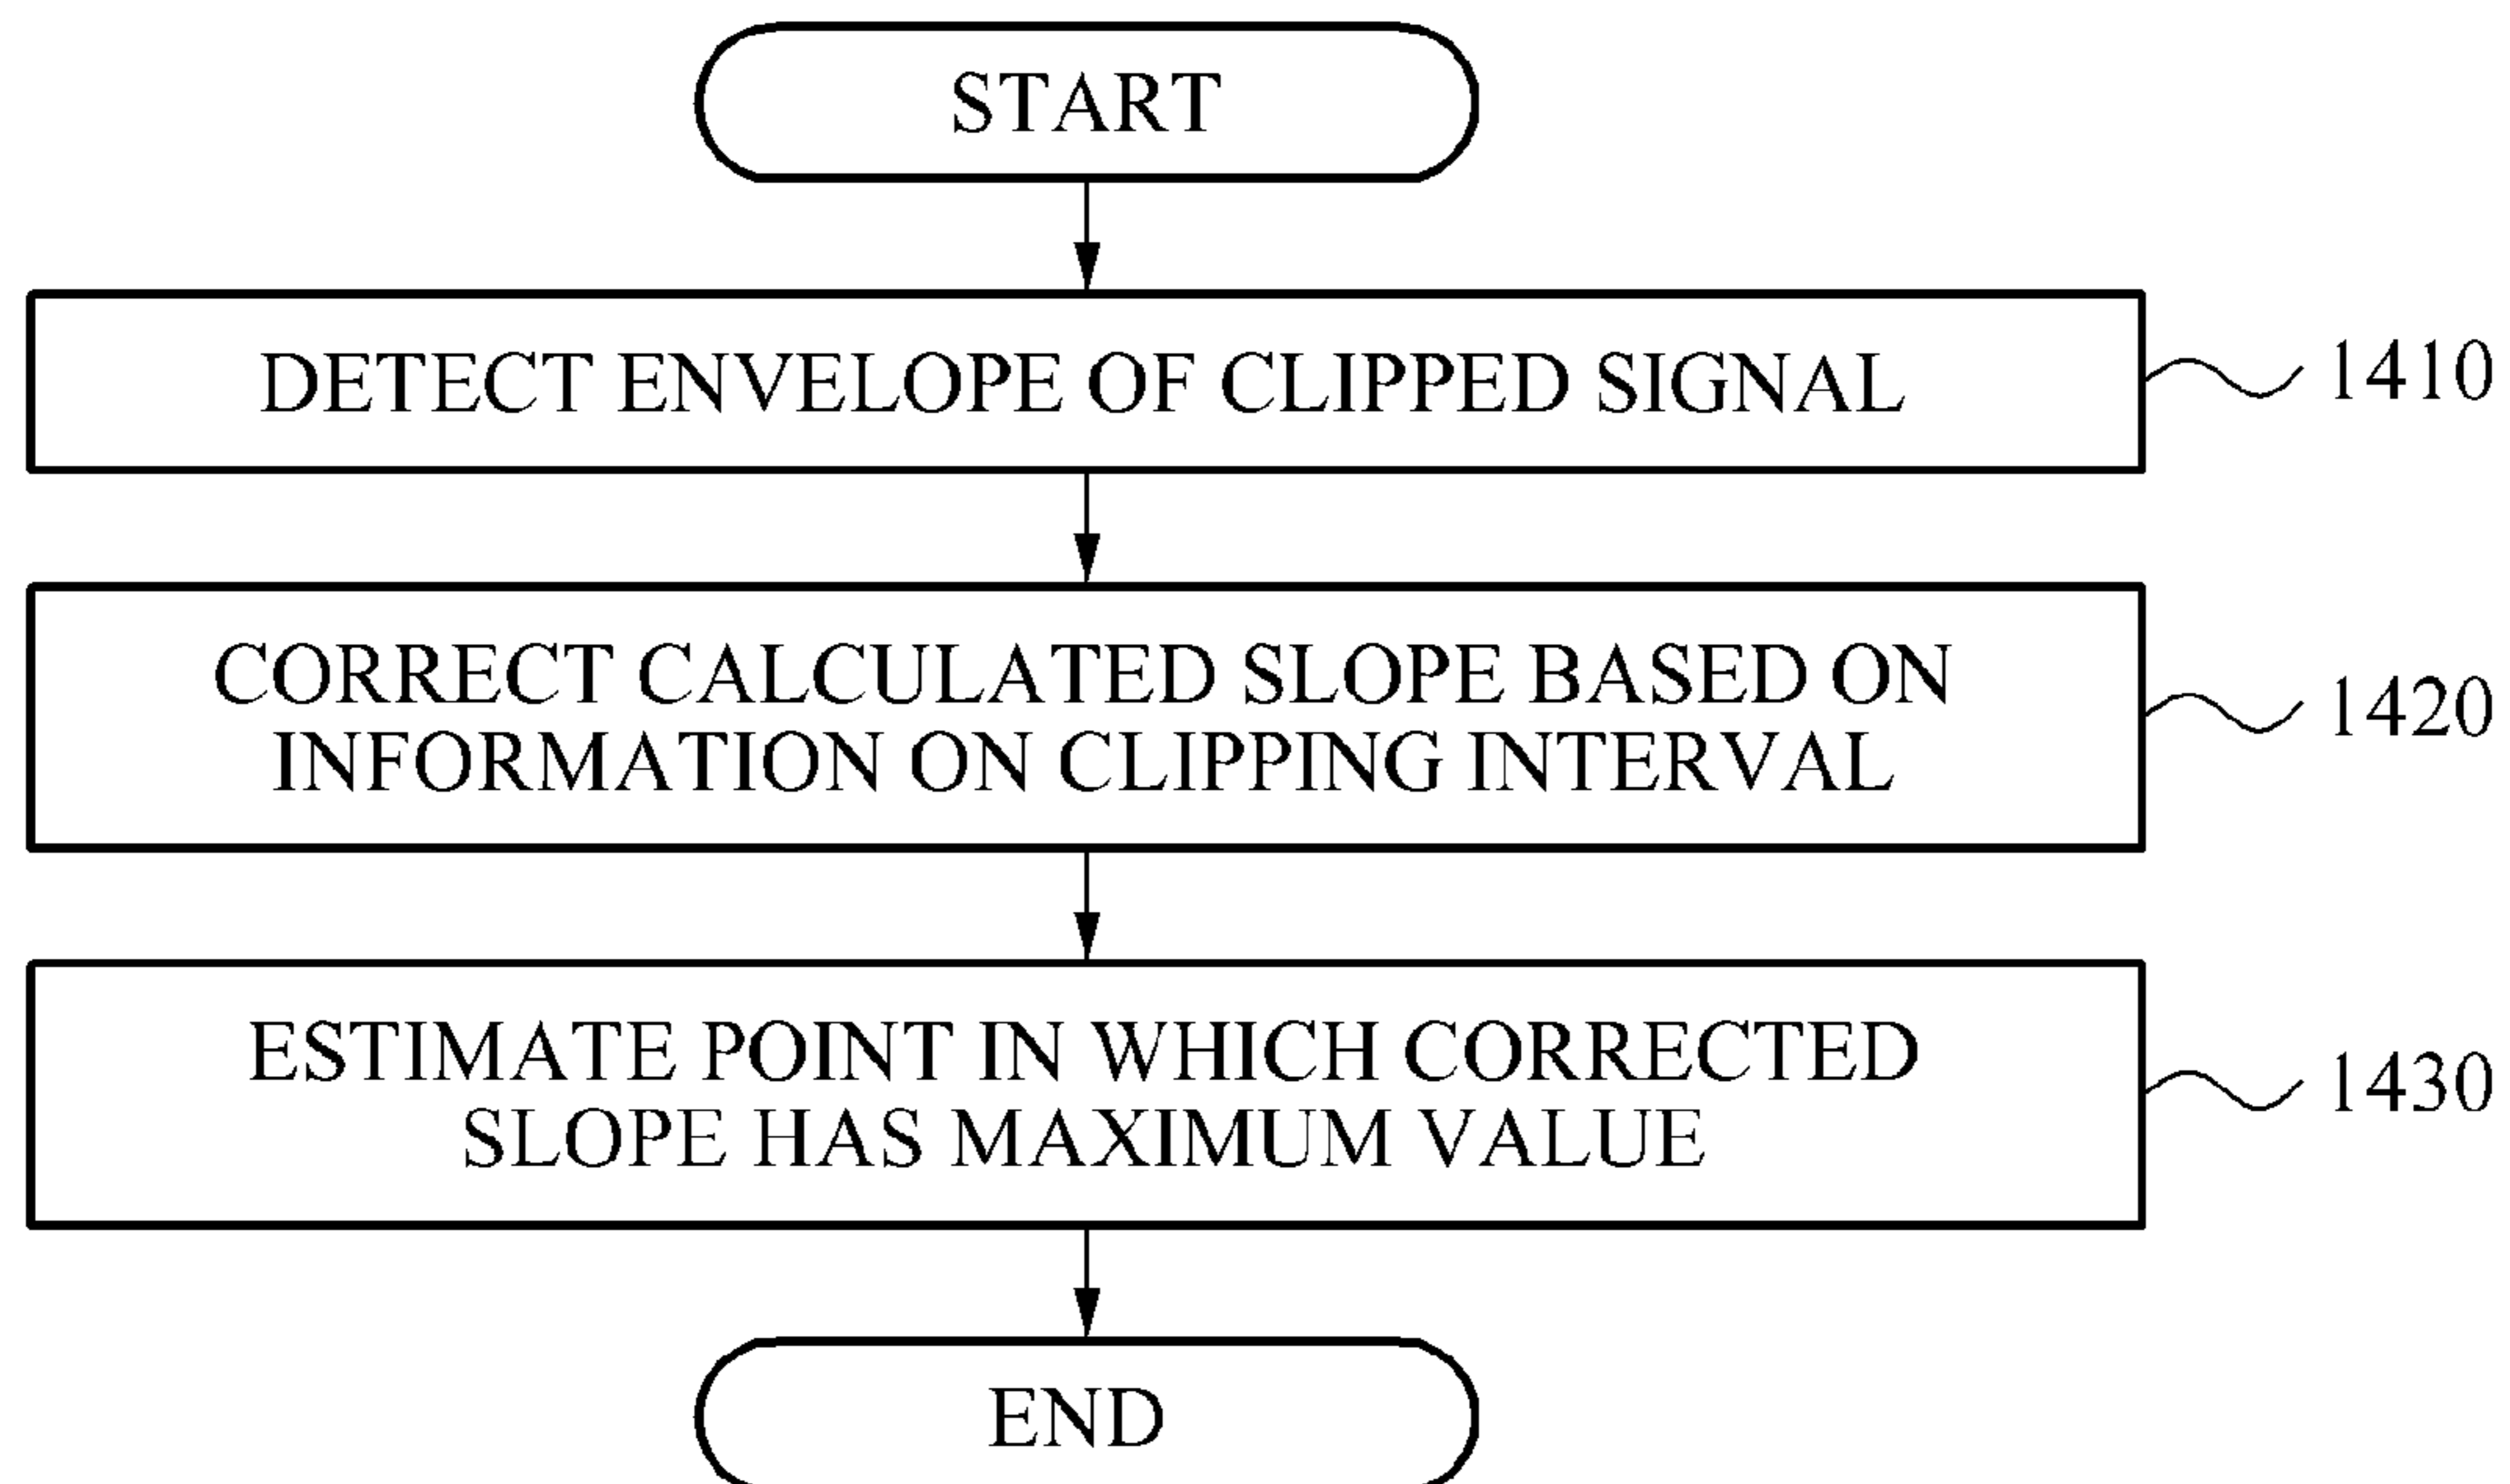 START
DETECT ENVELOPE OF CLIPPED SIGNAL
1410
CORRECT CALCULATED SLOPE BASED ON
INFORMATION ON CLIPPING INTERVAL
1420
ESTIMATE POINT IN WHICH CORRECTED
SLOPE HAS MAXIMUM VALUE
1430
END